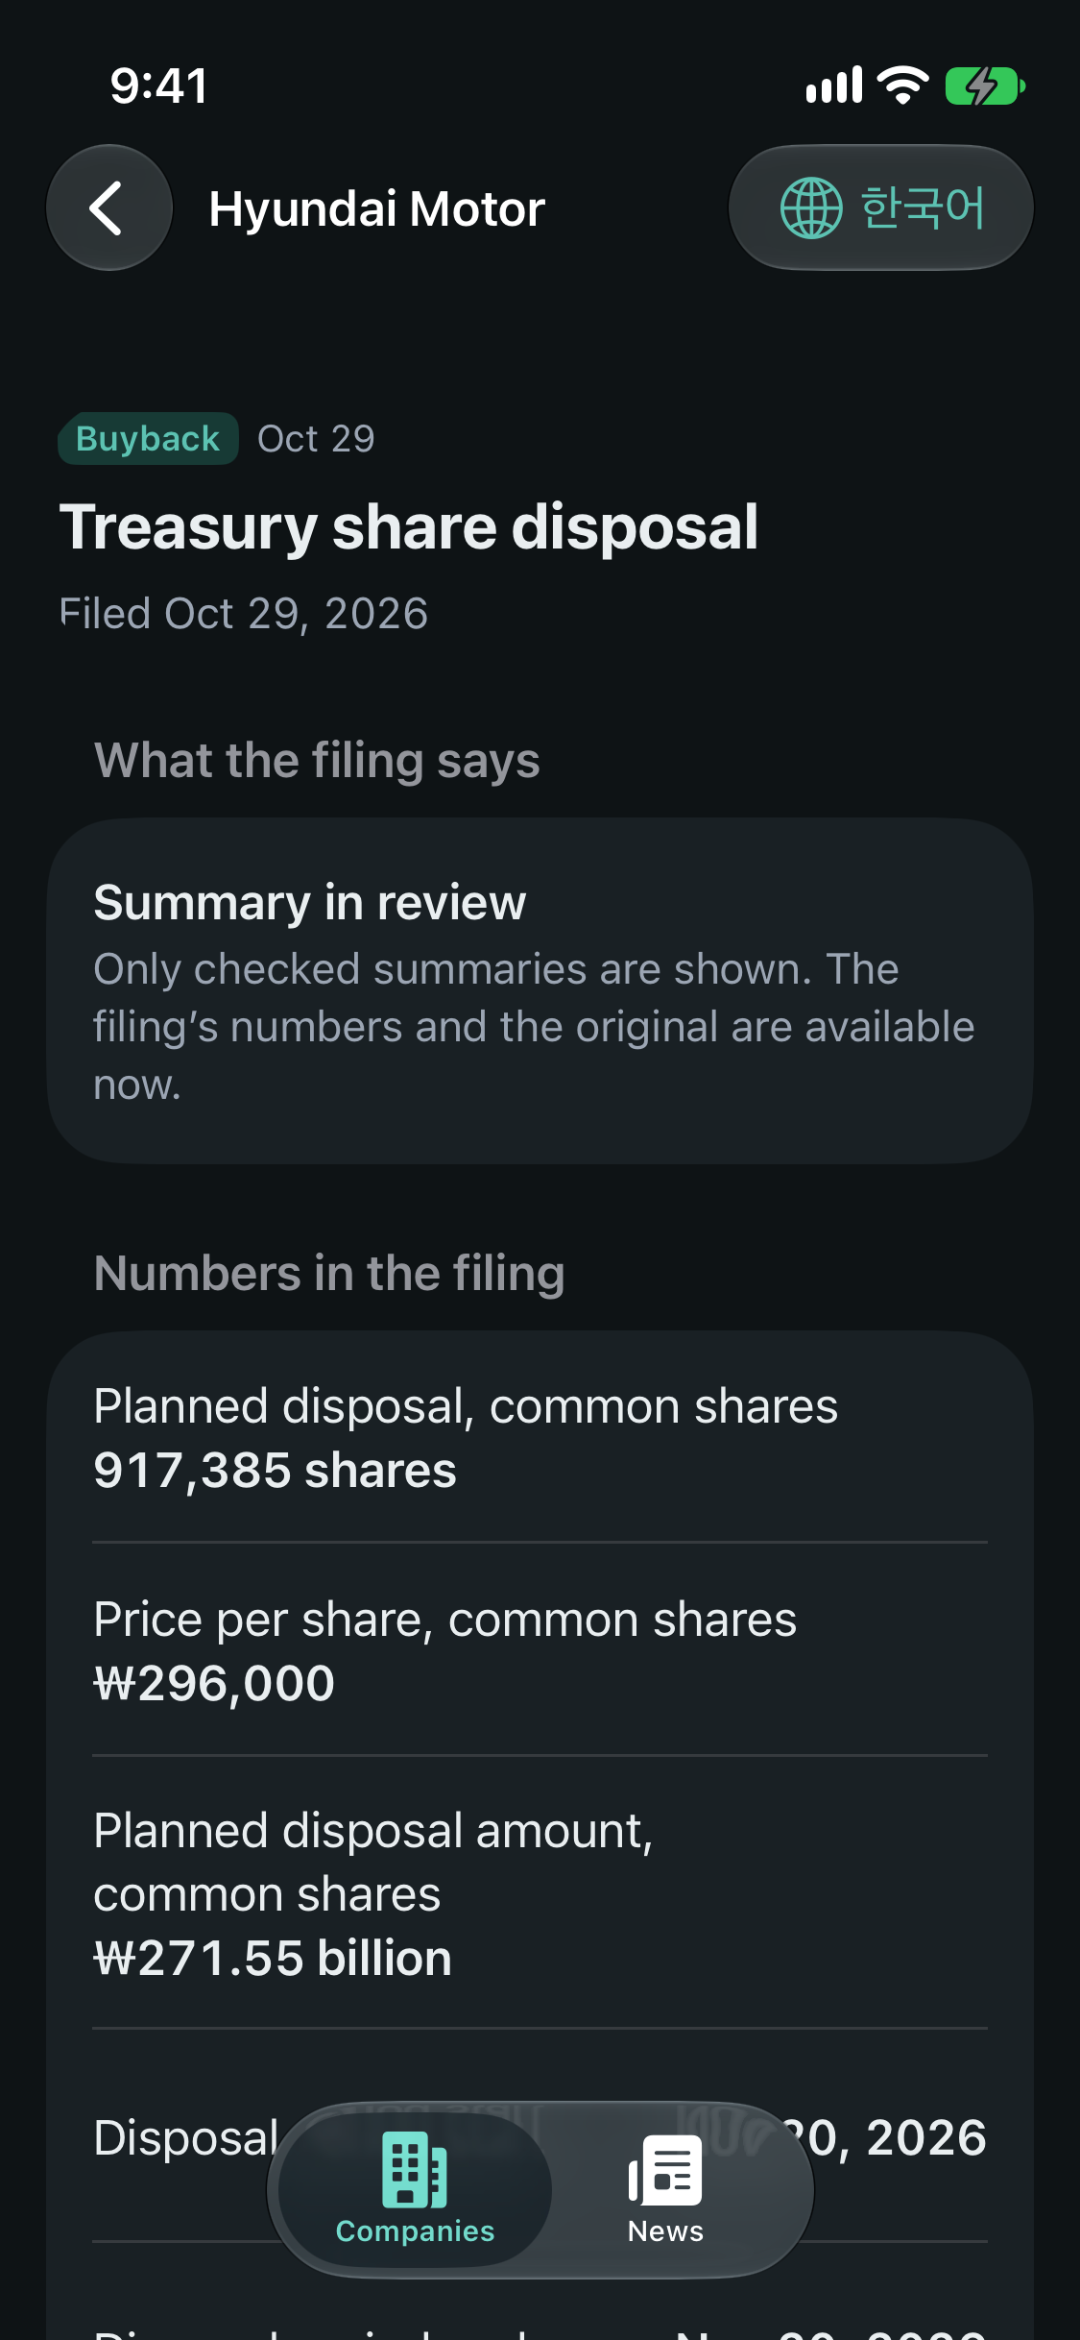 9:41
Hyundai Motor
한국어
Buyback Oct 29
Treasury share disposal
Filed Oct 29, 2026
What the filing says
Summary in review
Only checked summaries are shown. The
filing’s numbers and the original are available
now.
Numbers in the filing
Planned disposal, common shares
917,385 shares
Price per share, common shares
₩296,000
Planned disposal amount,
common shares
₩271.55 billion
Disposal 20, 2026
Companies
News